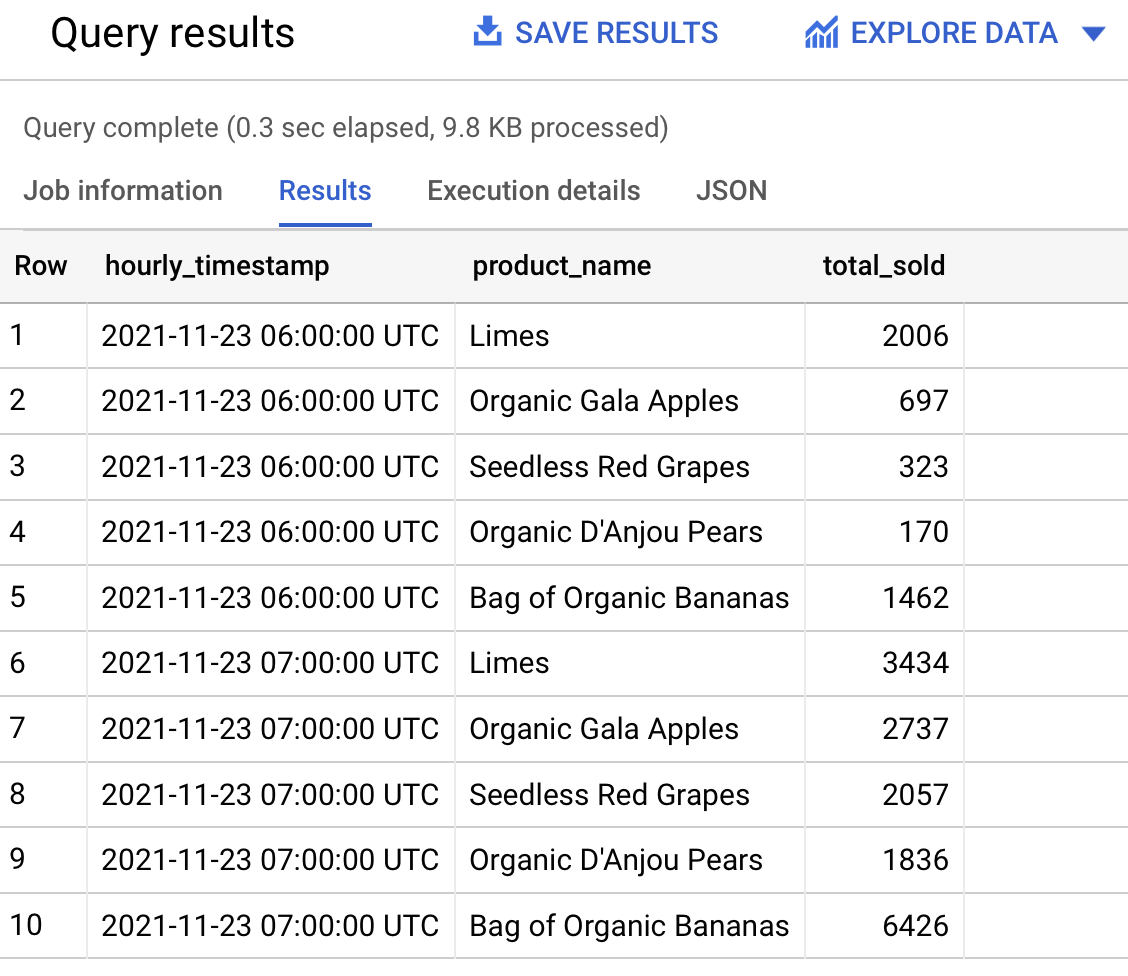 Query results SAVE RESULTS EXPLORE DATA
Query complete (0.3 sec elapsed, 9.8 KB processed)
Job information Results Execution details JSON
Row hourly_timestamp product_name total_sold
1 2021-11-23 06:00:00 UTC Limes 2006
2 2021-11-23 06:00:00 UTC Organic Gala Apples 697
3 2021-11-23 06:00:00 UTC Seedless Red Grapes 323
4 2021-11-23 06:00:00 UTC Organic D'Anjou Pears 170
5 2021-11-23 06:00:00 UTC Bag of Organic Bananas 1462
6 2021-11-23 07:00:00 UTC Limes 3434
7 2021-11-23 07:00:00 UTC Organic Gala Apples 2737
8 2021-11-23 07:00:00 UTC Seedless Red Grapes 2057
9 2021-11-23 07:00:00 UTC Organic D'Anjou Pears 1836
10 2021-11-23 07:00:00 UTC Bag of Organic Bananas 6426